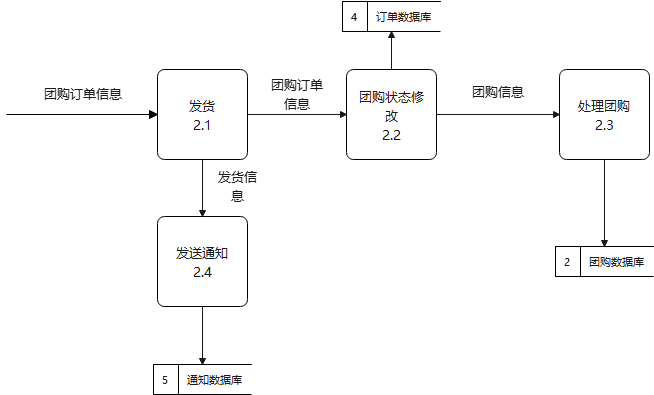 4 订单数据库
团购订单信息
发货
2.1
团购订单
信息
团购状态修
改
2.2
团购信息
处理团购
2.3
发货信
息
发送通知
2.4
2 团购数据库
5 通知数据库